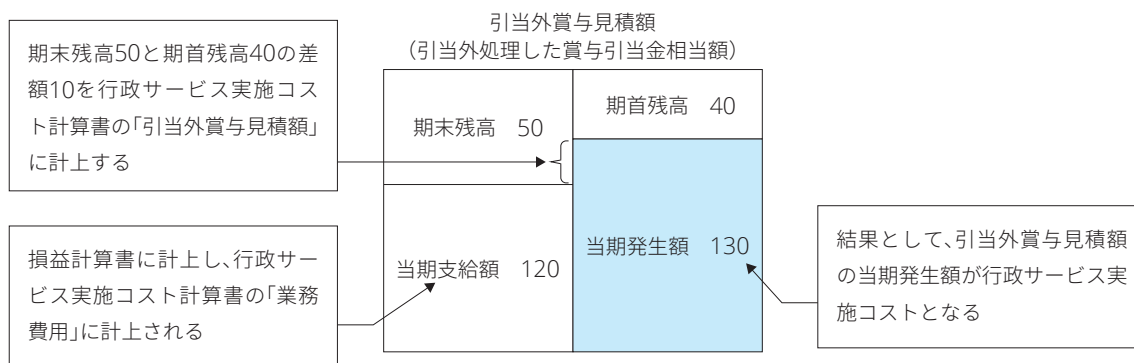 引当外賞与見積額
（引当外処理した賞与引当金相当額）
期末残高50と期首残高40の差
額10を行政サービス実施コス
ト計算書の「引当外賞与見積額」
に計上する
期末残高 50
期首残高 40
損益計算書に計上し、行政サー
ビス実施コスト計算書の「業務
費用」に計上される
当期支給額 120
当期発生額 130
結果として、引当外賞与見積額
の当期発生額が行政サービス実
施コストとなる